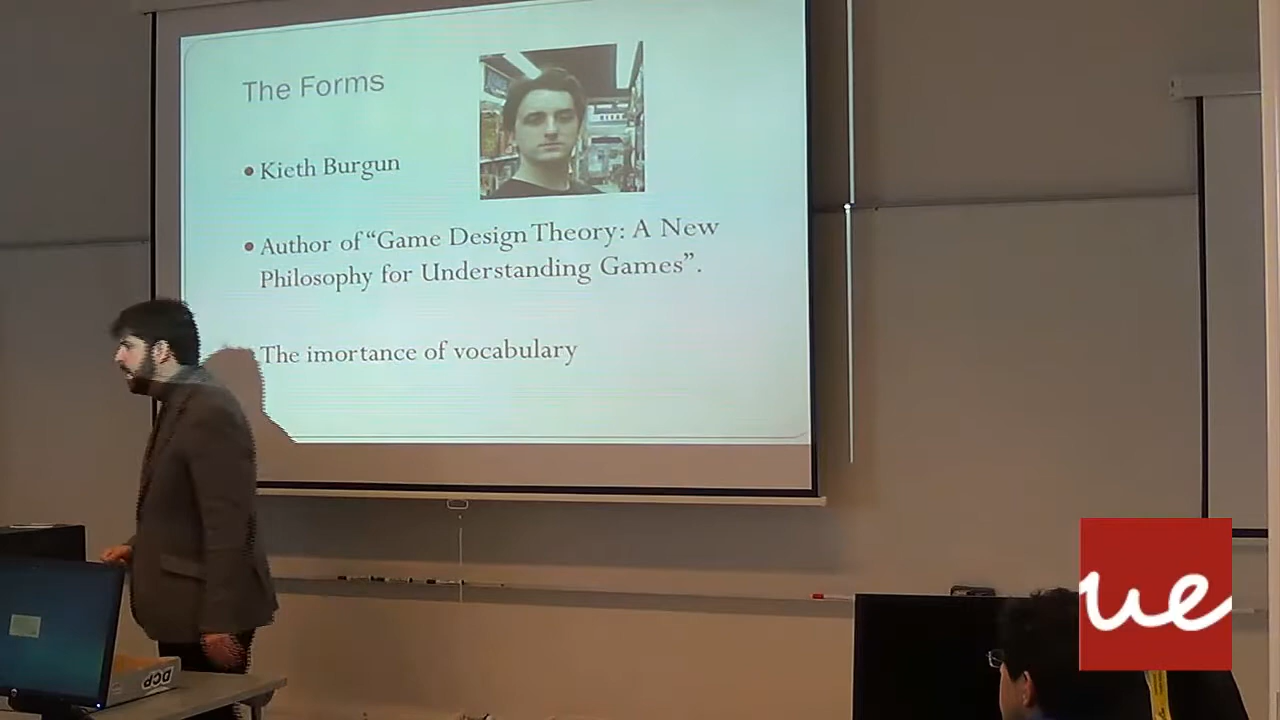 The Forms
• Kieth Burgun
• Author of “Game Design Theory: A New
Philosophy for Understanding Games”.
The imortance of vocabulary
DCP
ue